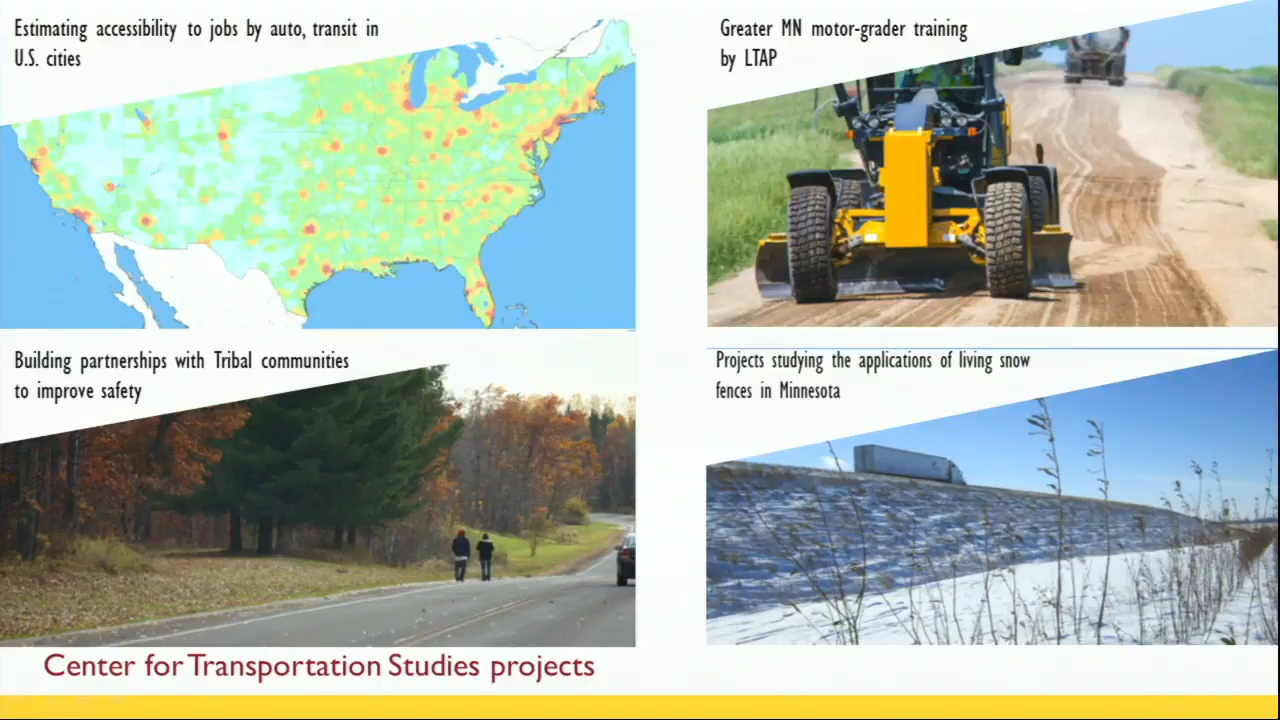 Estimating accessibility to jobs by auto, transit in
U.S. cities
Greater MN motor-grader training
by LTAP
Building partnerships with Tribal communities
to improve safety
Projects studying the applications of living snow
fences in Minnesota
Center for Transportation Studies projects